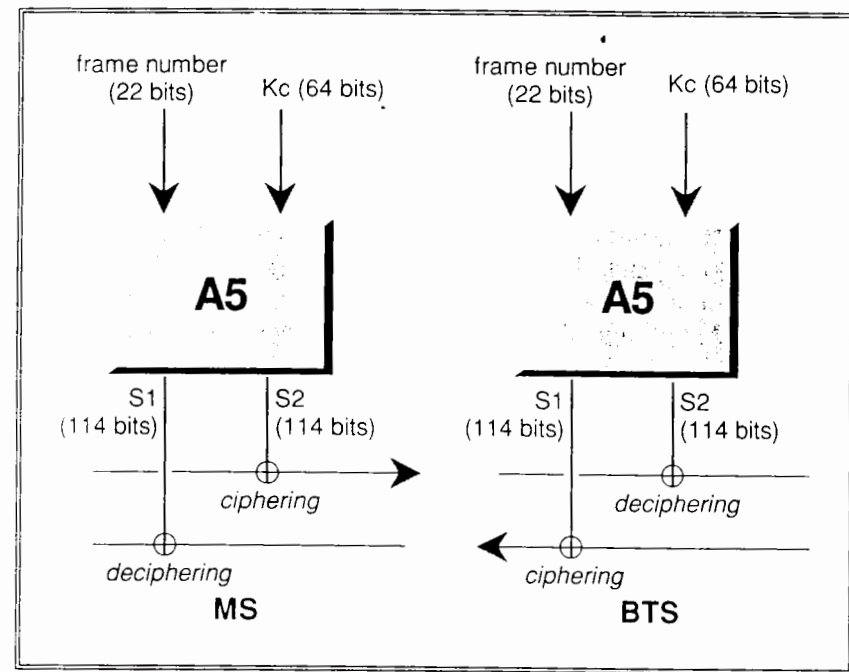 frame number
(22 bits)
Kc (64 bits)
A5
S1
(114 bits)
S2
(114 bits)
ciphering
deciphering
MS
frame number
(22 bits)
Kc (64 bits)
A5
S1
(114 bits)
S2
(114 bits)
deciphering
ciphering
BTS